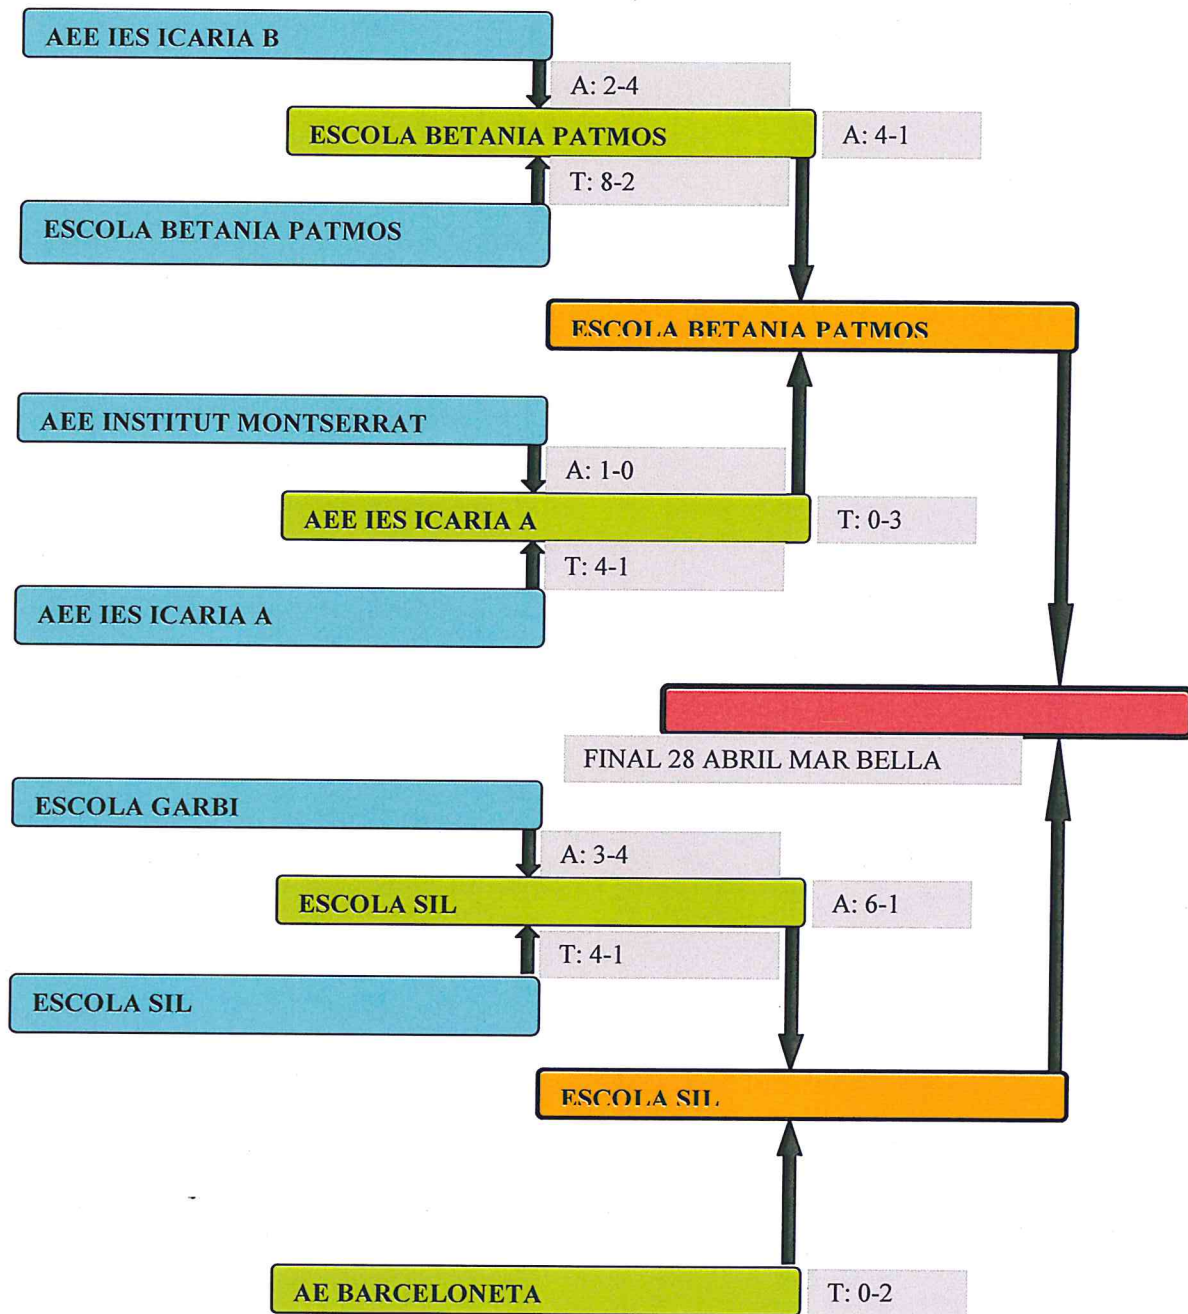 AEE IES ICARIA B
A: 2-4
ESCOLA BETANIA PATMOS
A: 4-1
T: 8-2
ESCOLA BETANIA PATMOS
ESCOLA BETANIA PATMOS
AEE INSTITUT MONTSERRAT
A: 1-0
AEE IES ICARIA A
T: 0-3
T: 4-1
AEE IES ICARIA A
FINAL 28 ABRIL MAR BELLA
ESCOLA GARBI
A: 3-4
ESCOLA SIL
A: 6-1
T: 4-1
ESCOLA SIL
ESCOLA SIL
AE BARCELONETA
T: 0-2